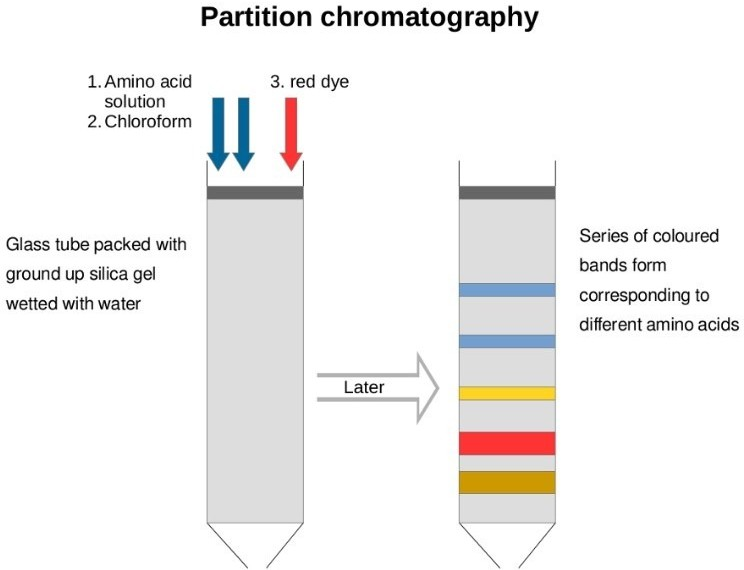 Partition chromatography
1. Amino acid
solution
2. Chloroform
3. red dye
Glass tube packed with
ground up silica gel
wetted with water
Later
Series of coloured
bands form
corresponding to
different amino acids